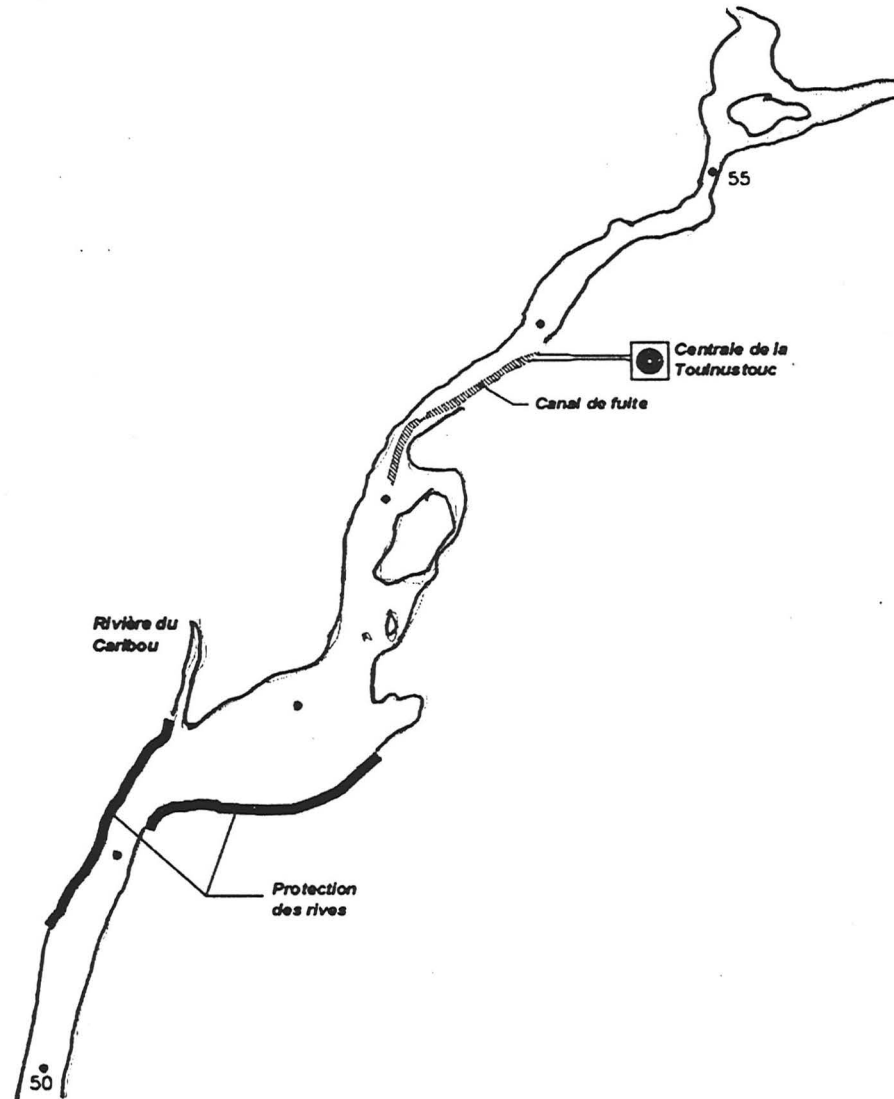 55
Centrale de la
Toulnustouc
Canal de fuite
Rivière du
Caribou
Protection
des rives
50